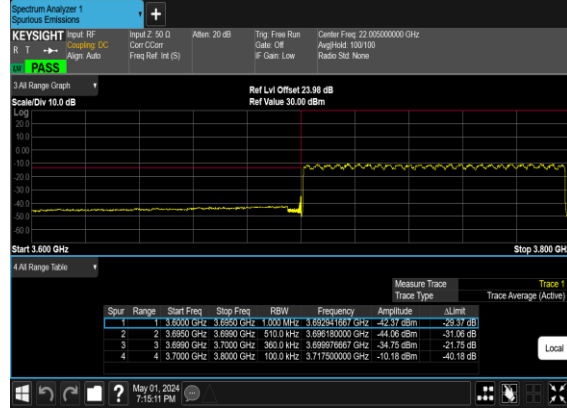 Spectrum Analyzer 1
Spurious Emissions
KEYSIGHT Input: RF Input Z: 50 Ω Atten: 20 dB Trig: Free Run Center Freq: 22.005000000 GHz
R T Coupling: DC Corr CCorr Gate: Off Avg|Hold: 100/100
Align: Auto Freq Ref: Int (S) IF Gain: Low Radio Std: None
PASS
3 All Range Graph Ref Lvl Offset 23.98 dB
Scale/Div 10.0 dB Ref Value 30.00 dBm
Log
20.0
10.0
0.00
-10.0
-20.0
-30.0
-40.0
-50.0
-60.0
Start 3.600 GHz Stop 3.800 GH
4 All Range Table
Measure Trace Trace 1
Trace Type Trace Average (Active)
Spur Range Start Freq Stop Freq RBW Frequency Amplitude ΔLimit
1 1 3.6000 GHz 3.6950 GHz 1.000 MHz 3.692941667 GHz -42.37 dBm -29.37 dB
2 2 3.6950 GHz 3.6990 GHz 510.0 kHz 3.696180000 GHz -44.06 dBm -31.06 dB
3 3 3.6990 GHz 3.7000 GHz 360.0 kHz 3.699976667 GHz -34.75 dBm -21.75 dB
4 4 3.7000 GHz 3.8000 GHz 100.0 kHz 3.717500000 GHz -10.18 dBm -40.18 dB
Local
? May 01, 2024
7:15:11 PM